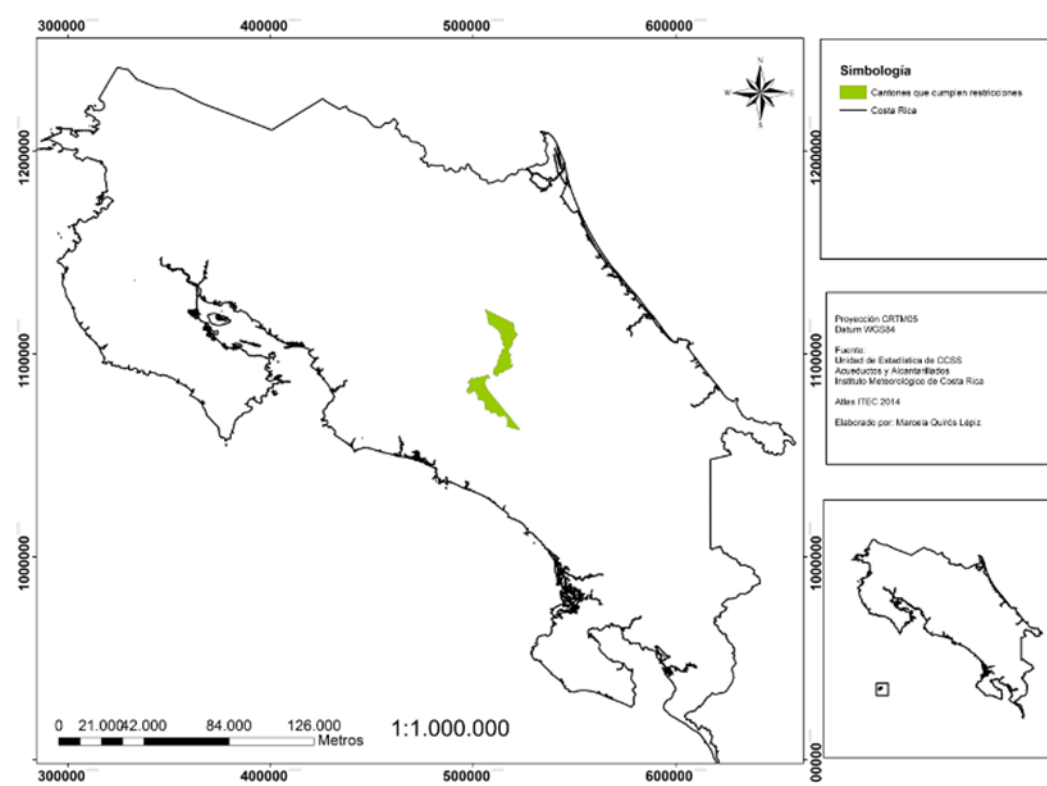 300000 400000 500000 600000
N
W E
S
1200000 1200000
1100000 1100000
1000000 1000000
000000
0 21.000 42.000 84.000 126.000
Metros
1:1.000.000
300000 400000 500000 600000
Simbología
Cantones que cumplen restricciones
Costa Rica
Proyección CRTM05
Datum WGS84
Fuente:
Unidad de Estadística de CCSS
Acueductos y Alcantarillados
Instituto Meteorológico de Costa Rica
Atlas ITEC 2014
Elaborado por: Marcela Quirós Lépiz